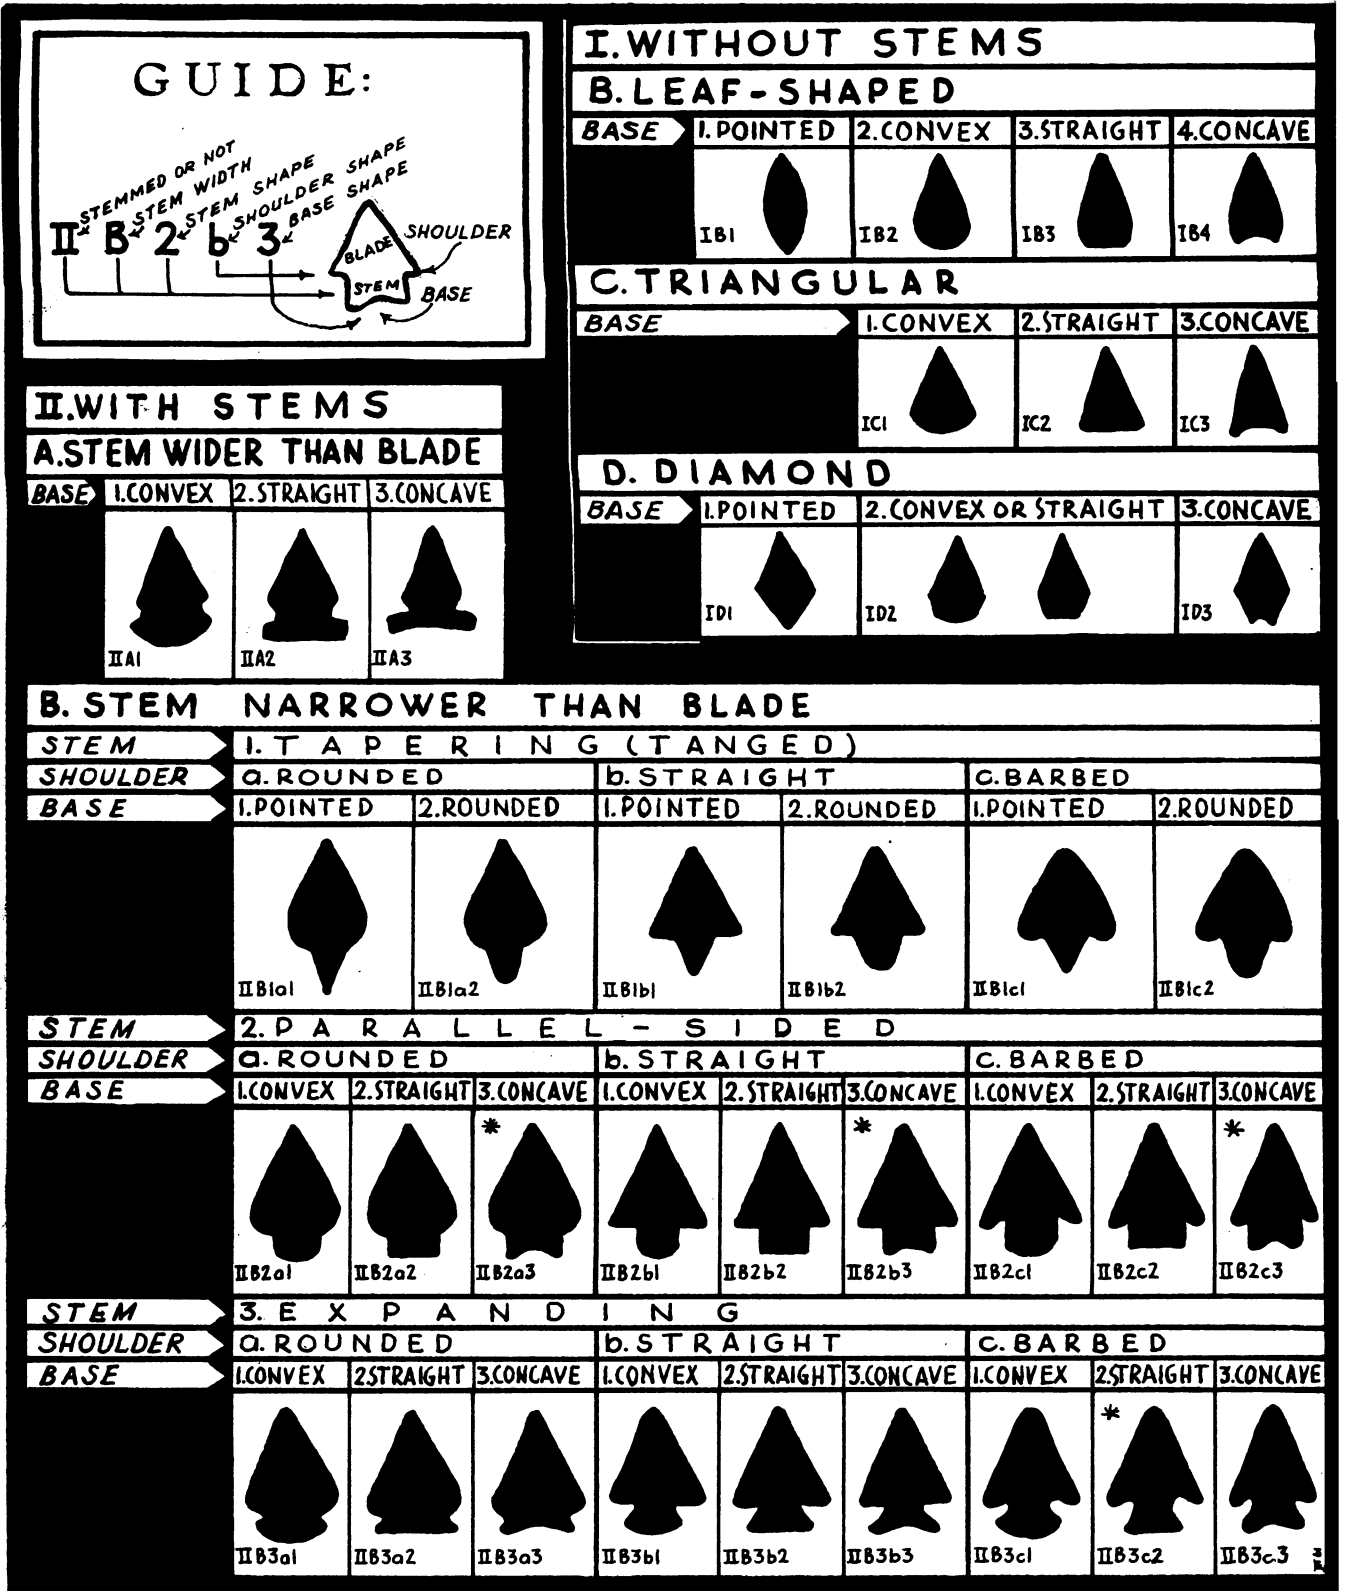 GUIDE:
STEMMED OR NOT
STEM WIDTH
STEM SHAPE
SHOULDER SHAPE
BASE SHAPE
II B 2 b 3
BLADE
SHOULDER
STEM
BASE
I. WITHOUT STEMS
B. LEAF-SHAPED
BASE 1. POINTED 2. CONVEX 3. STRAIGHT 4. CONCAVE
IB1 IB2 IB3 IB4
C. TRIANGULAR
BASE 1. CONVEX 2. STRAIGHT 3. CONCAVE
IC1 IC2 IC3
D. DIAMOND
BASE 1. POINTED 2. CONVEX OR STRAIGHT 3. CONCAVE
ID1 ID2 ID3
II. WITH STEMS
A. STEM WIDER THAN BLADE
BASE 1. CONVEX 2. STRAIGHT 3. CONCAVE
IIA1 IIA2 IIA3
B. STEM NARROWER THAN BLADE
STEM 1. TAPERING (TANGED)
SHOULDER a. ROUNDED b. STRAIGHT c. BARBED
BASE 1. POINTED 2. ROUNDED 1. POINTED 2. ROUNDED 1. POINTED 2. ROUNDED
IIB1a1 IIB1a2 IIB1b1 IIB1b2 IIB1c1 IIB1c2
STEM 2. PARALLEL-SIDED
SHOULDER a. ROUNDED b. STRAIGHT c. BARBED
BASE 1. CONVEX 2. STRAIGHT 3. CONCAVE 1. CONVEX 2. STRAIGHT 3. CONCAVE 1. CONVEX 2. STRAIGHT 3. CONCAVE
* * *
IIB2a1 IIB2a2 IIB2a3 IIB2b1 IIB2b2 IIB2b3 IIB2c1 IIB2c2 IIB2c3
STEM 3. EXPANDING
SHOULDER a. ROUNDED b. STRAIGHT c. BARBED
BASE 1. CONVEX 2. STRAIGHT 3. CONCAVE 1. CONVEX 2. STRAIGHT 3. CONCAVE 1. CONVEX 2. STRAIGHT 3. CONCAVE
*
IIB3a1 IIB3a2 IIB3a3 IIB3b1 IIB3b2 IIB3b3 IIB3c1 IIB3c2 IIB3c3